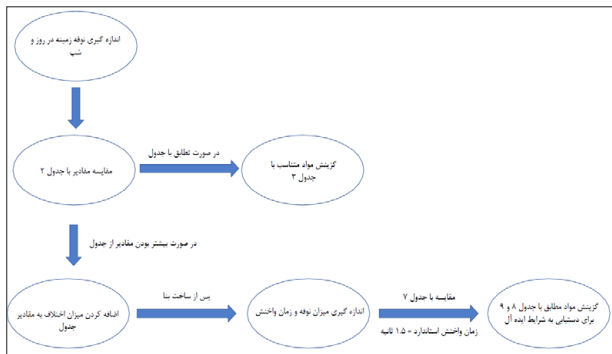 اندازه گیری نوفه زمینه در روز و
شب
مقایسه مقادیر با جدول ۲
در صورت تطابق با جدول
گزینش مواد متناسب با
جدول ۳
در صورت بیشتر بودن مقادیر از جدول
اضافه کردن میزان اختلاف به مقادیر
جدول
پس از ساخت بنا
اندازه گیری میزان نوفه و زمان واخنش
مقایسه با جدول ۷
زمان واخنش استاندارد = ۱.۵ ثانیه
گزینش مواد مطابق با جدول ۸ و ۹
برای دستیابی به شرایط ایده آل